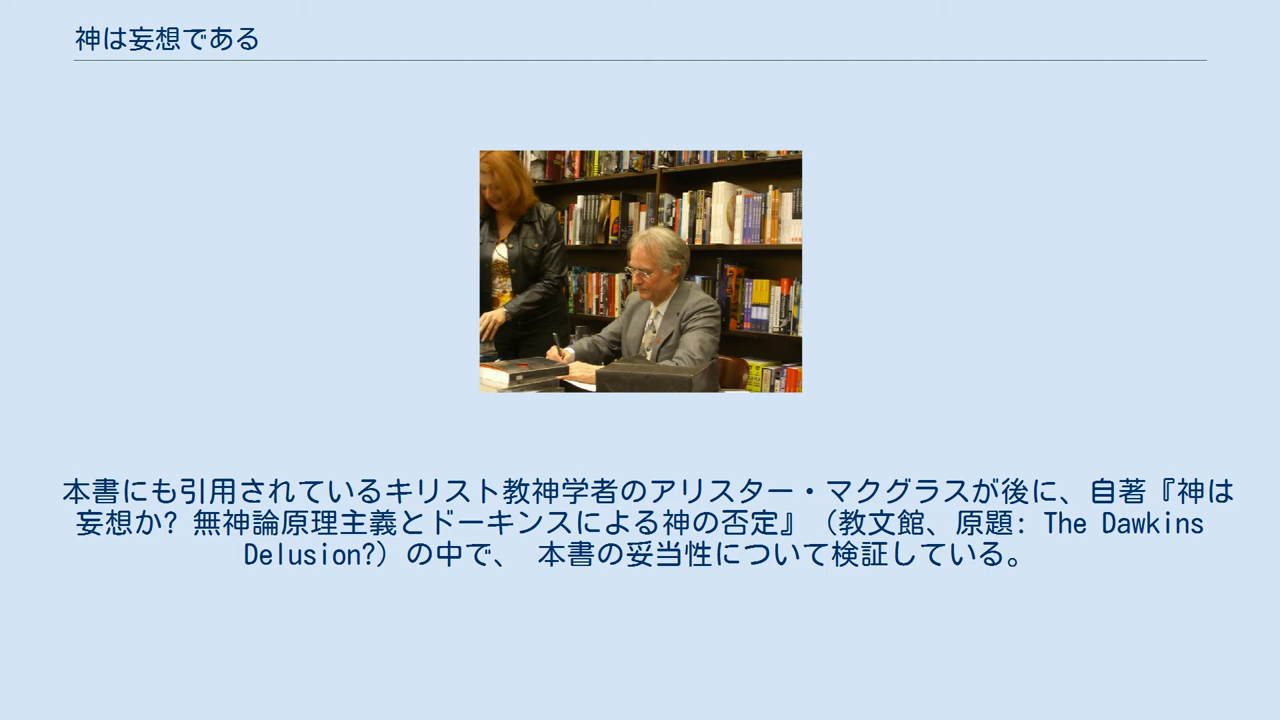 神は妄想である
本書にも引用されているキリスト教神学者のアリスター・マクグラスが後に、自著『神は
妄想か? 無神論原理主義とドーキンスによる神の否定』（教文館、原題: The Dawkins
Delusion?）の中で、 本書の妥当性について検証している。